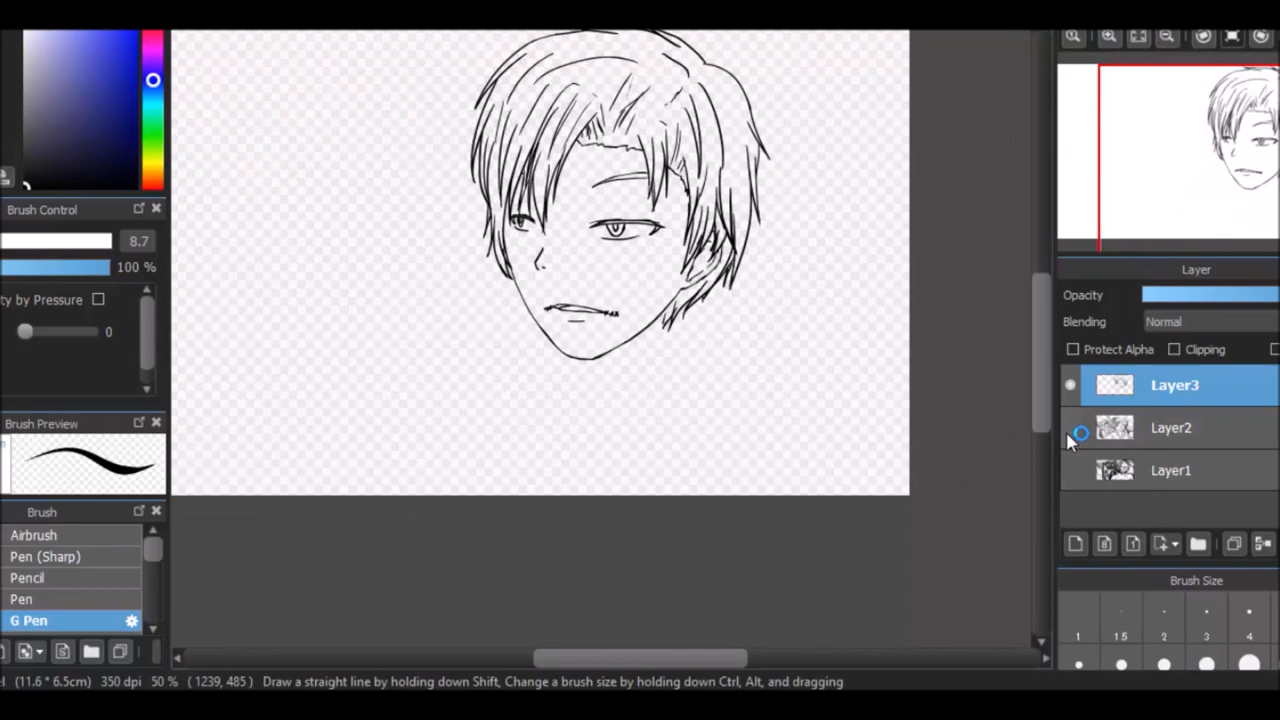 Brush Control
8.7
100 %
ty by Pressure
0
Brush Preview
Brush
Airbrush
Pen (Sharp)
Pencil
Pen
G Pen
Layer
Opacity
Blending Normal
Protect Alpha Clipping
Layer3
Layer2
Layer1
Brush Size
1 1.5 2 3 4
(11.6 * 6.5cm) 350 dpi 50 % ( 1239, 485 ) Draw a straight line by holding down Shift, Change a brush size by holding down Ctrl, Alt, and dragging